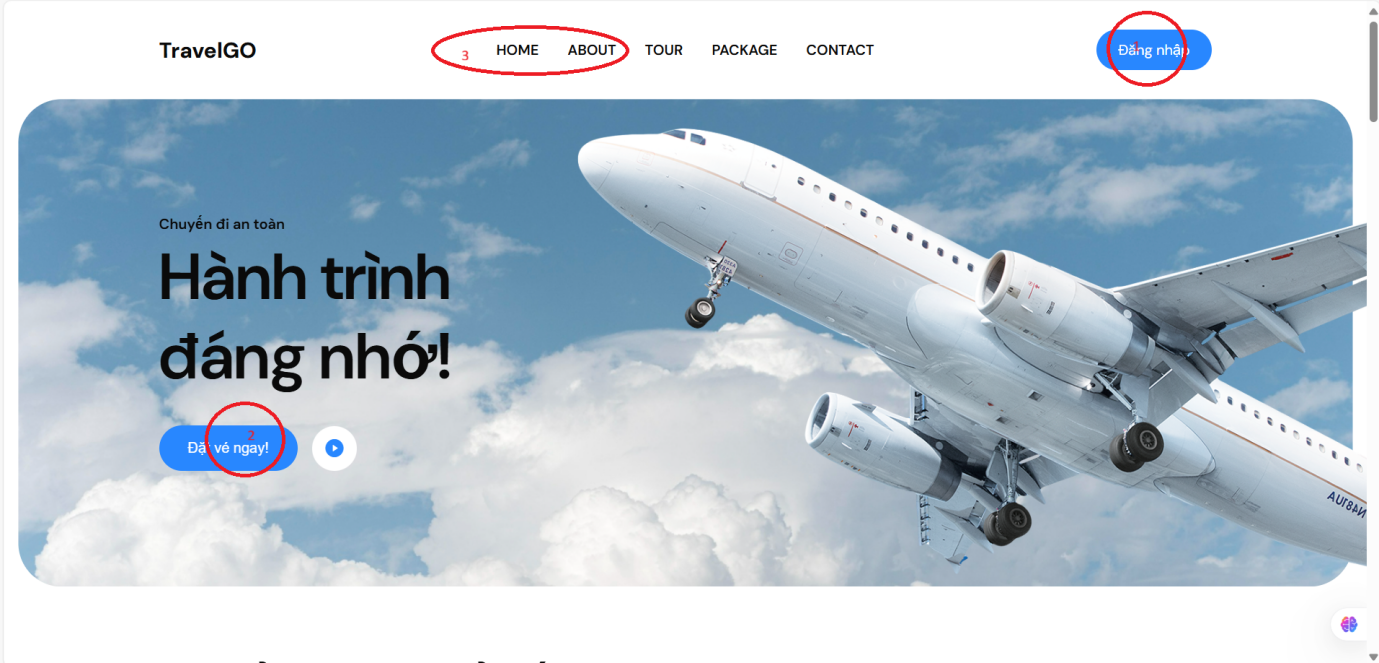 TravelGO
3 HOME ABOUT TOUR PACKAGE CONTACT
Đăng nhập
Chuyến đi an toàn
Hành trình
đáng nhớ!
2
Đặt vé ngay!